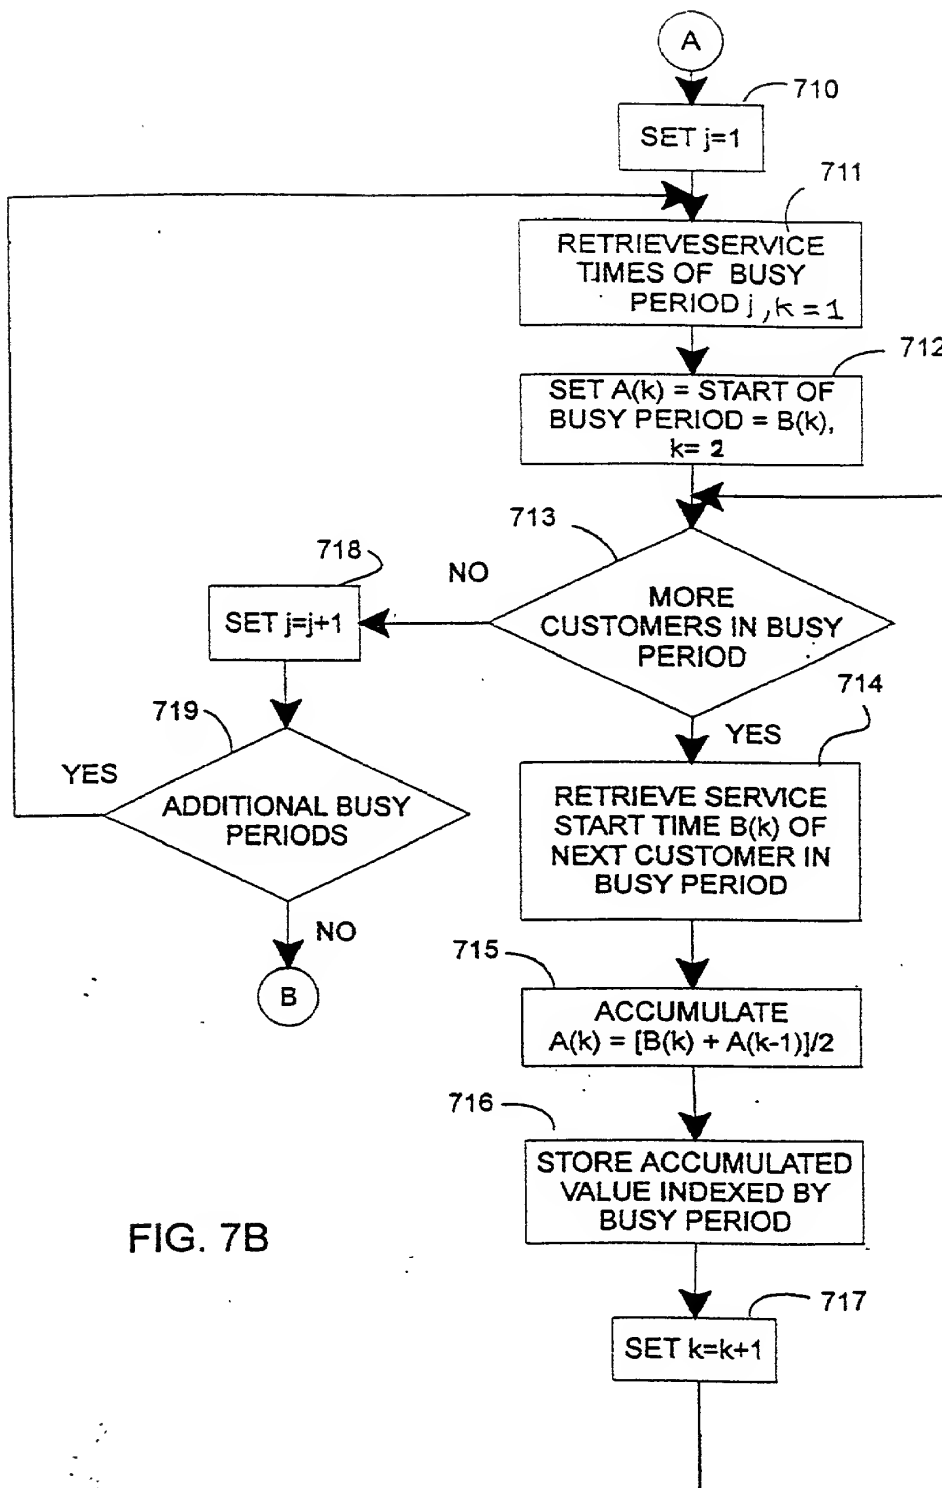 A
710
SET j=1
711
RETRIEVESERVICE
TIMES OF BUSY
PERIOD j, k = 1
712
SET A(k) = START OF
BUSY PERIOD = B(k),
k= 2
713
MORE
CUSTOMERS IN BUSY
PERIOD
NO
718
SET j=j+1
719
YES
ADDITIONAL BUSY
PERIODS
NO
B
YES
714
RETRIEVE SERVICE
START TIME B(k) OF
NEXT CUSTOMER IN
BUSY PERIOD
715
ACCUMULATE
A(k) = [B(k) + A(k-1)]/2
716
STORE ACCUMULATED
VALUE INDEXED BY
BUSY PERIOD
717
SET k=k+1
FIG. 7B